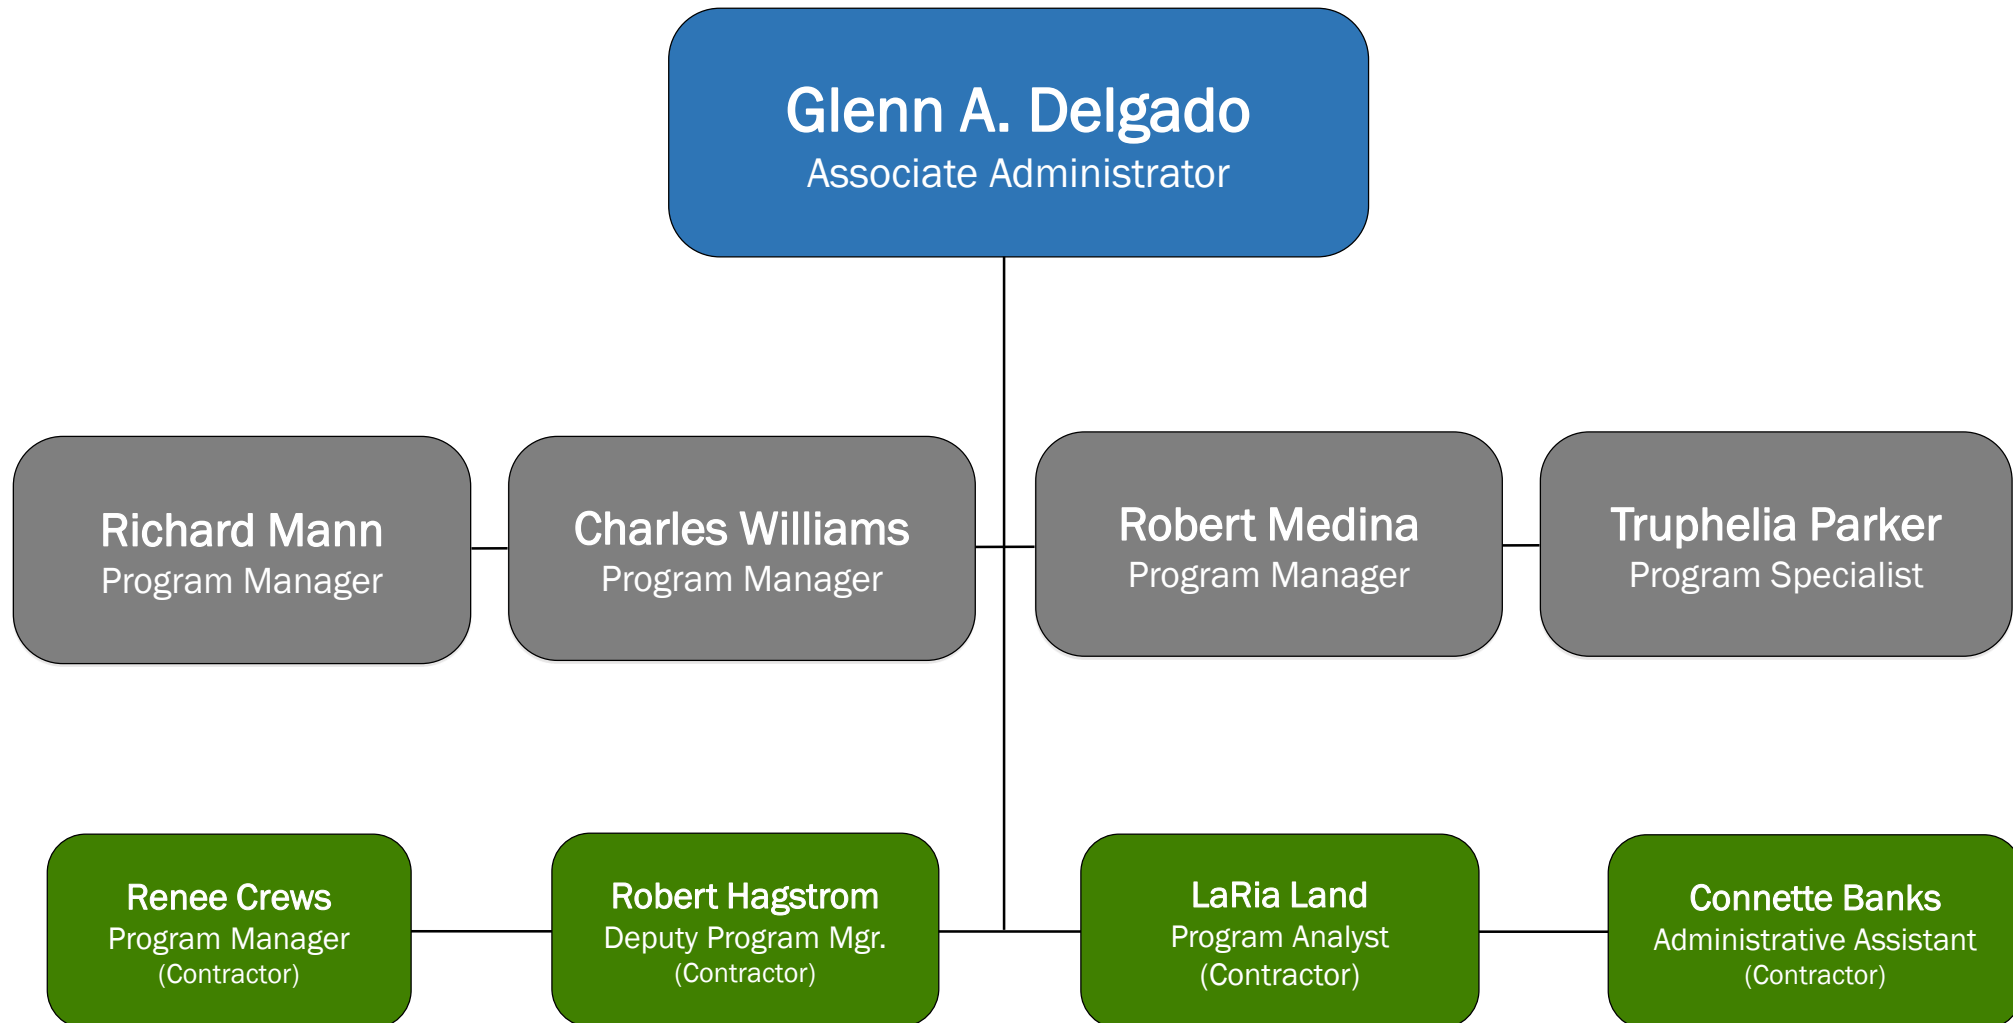 Glenn A. Delgado
Associate Administrator
Richard Mann
Program Manager
Charles Williams
Program Manager
Robert Medina
Program Manager
Truphelia Parker
Program Specialist
Renee Crews
Program Manager
(Contractor)
Robert Hagstrom
Deputy Program Mgr.
(Contractor)
LaRia Land
Program Analyst
(Contractor)
Connette Banks
Administrative Assistant
(Contractor)